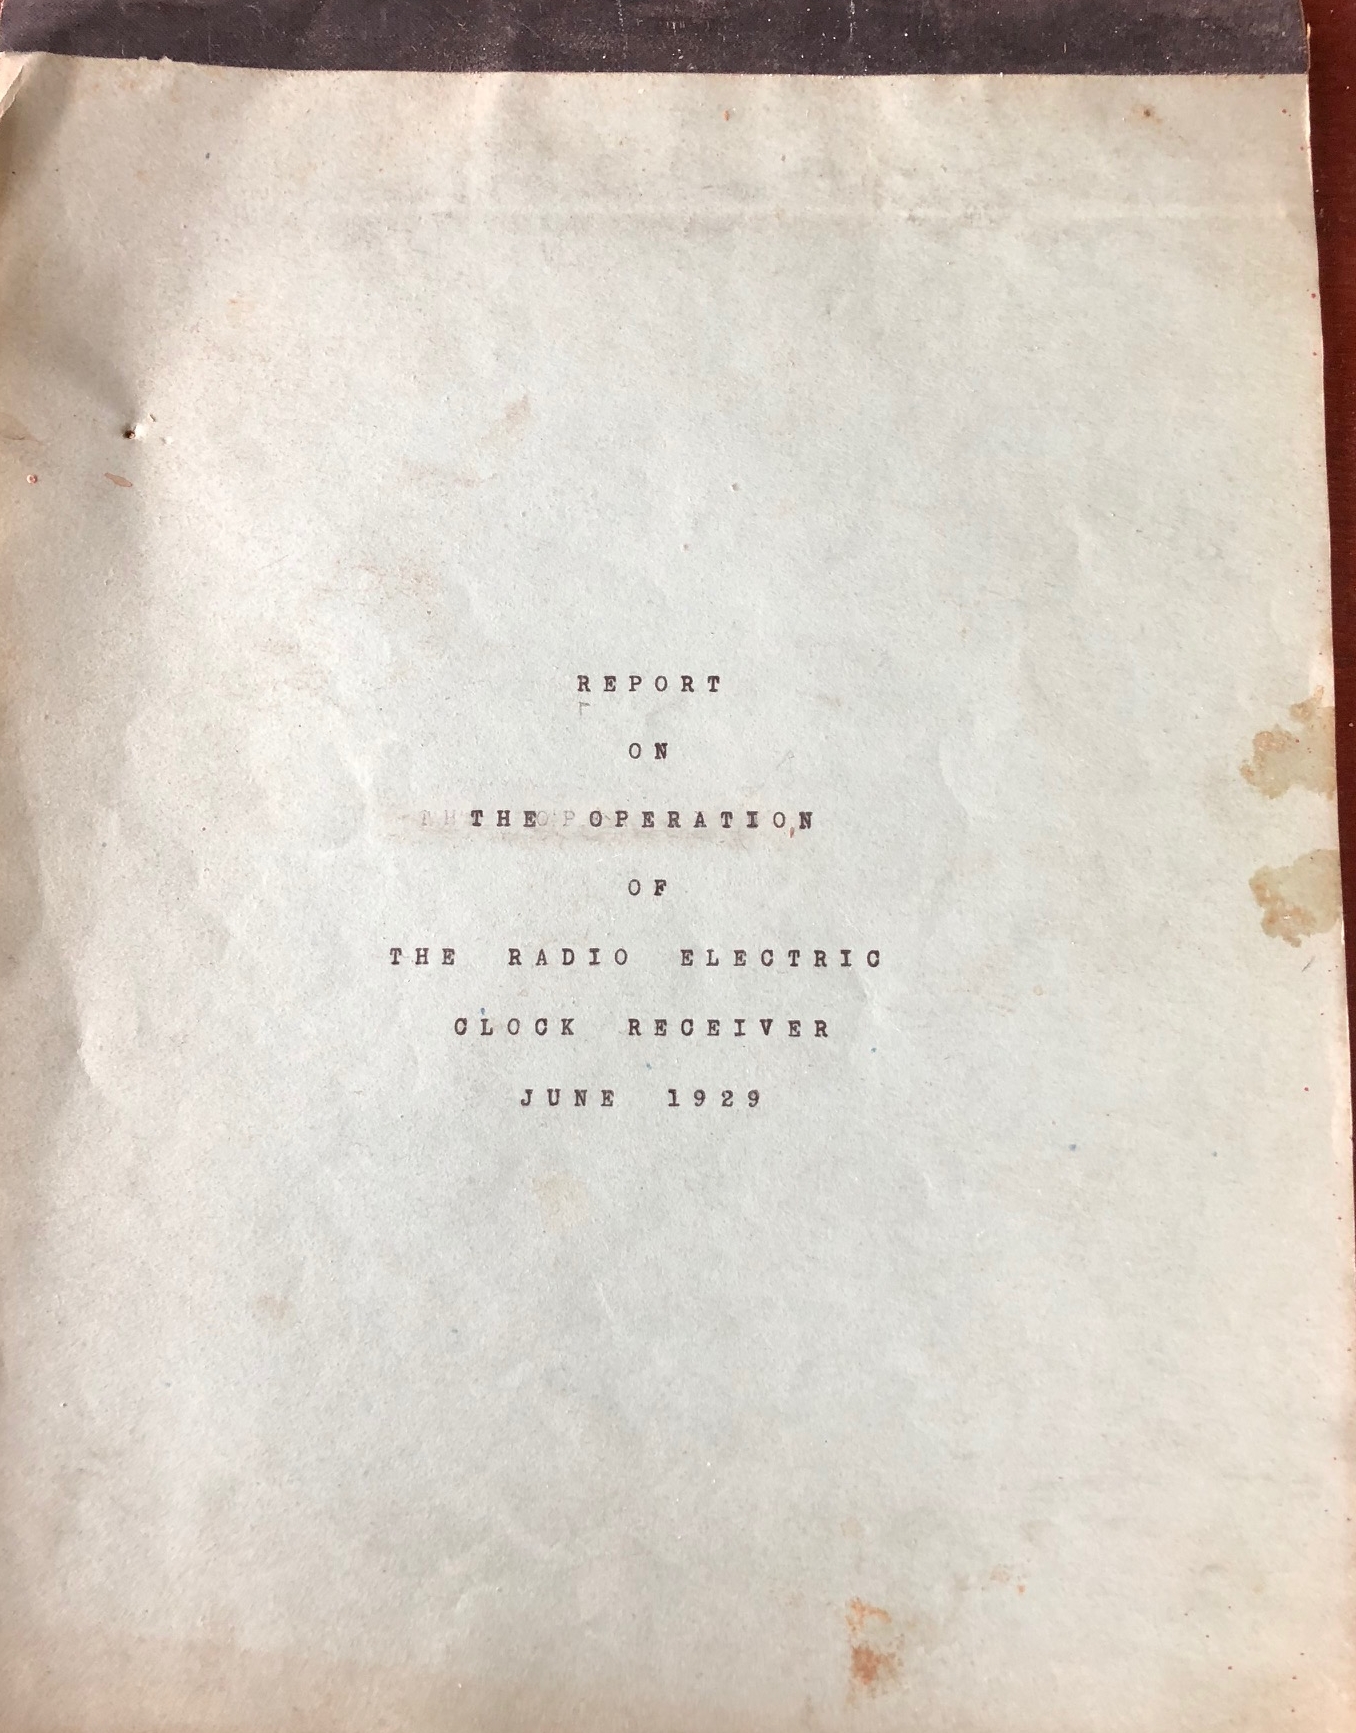 REPORT
ON
THE OPERATION
OF
THE RADIO ELECTRIC
CLOCK RECEIVER
JUNE 1929